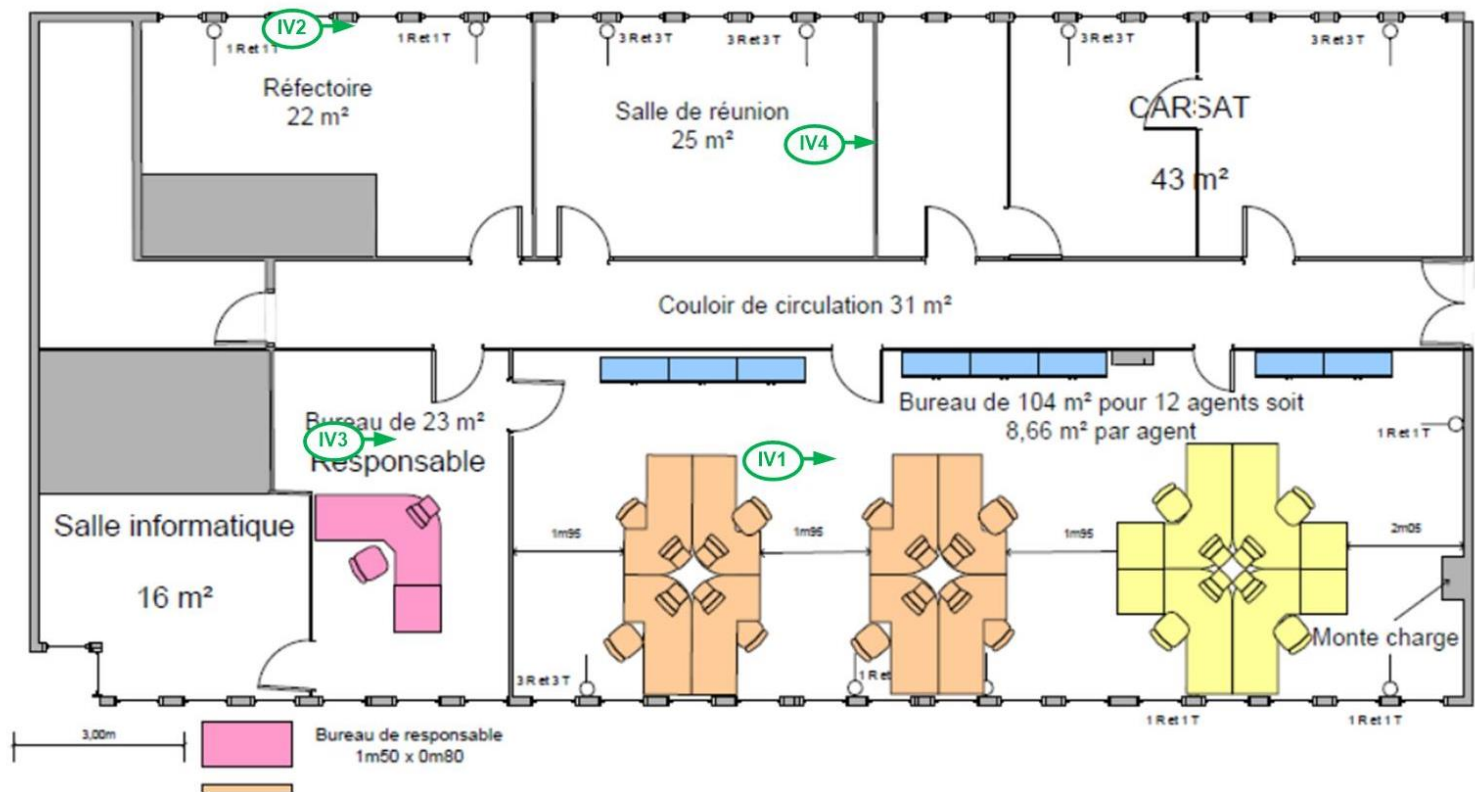 IV2
1 R et 1 T
1 R et 1 T
3 R et 3 T
3 R et 3 T
3 R et 3 T
3 R et 3 T
Réfectoire
22 m²
Salle de réunion
25 m²
IV4
CARSAT
43 m²
Couloir de circulation 31 m²
Bureau de 23 m²
IV3
Responsable
Bureau de 104 m² pour 12 agents soit
8,66 m² par agent
1 R et 1 T
IV1
Salle informatique
16 m²
1m95
1m95
1m95
2m05
Monte charge
3 R et 3 T
1 R et
1 R et 1 T
1 R et 1 T
3,00m
Bureau de responsable
1m50 x 0m80